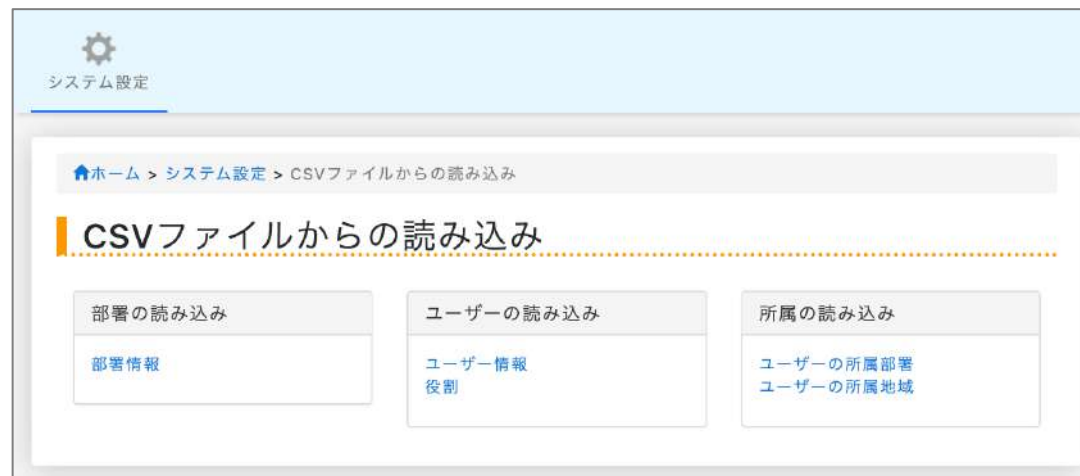 システム設定
ホーム > システム設定 > CSVファイルからの読み込み
CSVファイルからの読み込み
部署の読み込み
部署情報
ユーザーの読み込み
ユーザー情報
役割
所属の読み込み
ユーザーの所属部署
ユーザーの所属地域